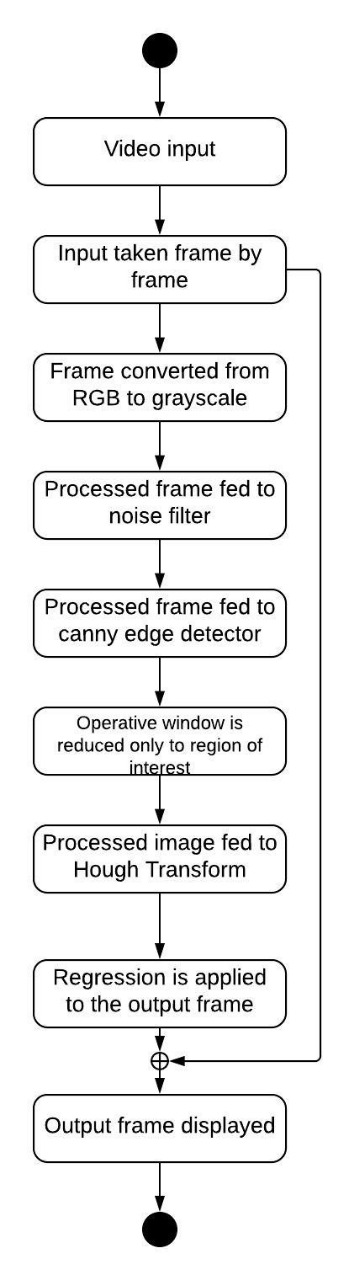 Video input
Input taken frame by
frame
Frame converted from
RGB to grayscale
Processed frame fed to
noise filter
Processed frame fed to
canny edge detector
Operative window is
reduced only to region of
interest
Processed image fed to
Hough Transform
Regression is applied
to the output frame
Output frame displayed